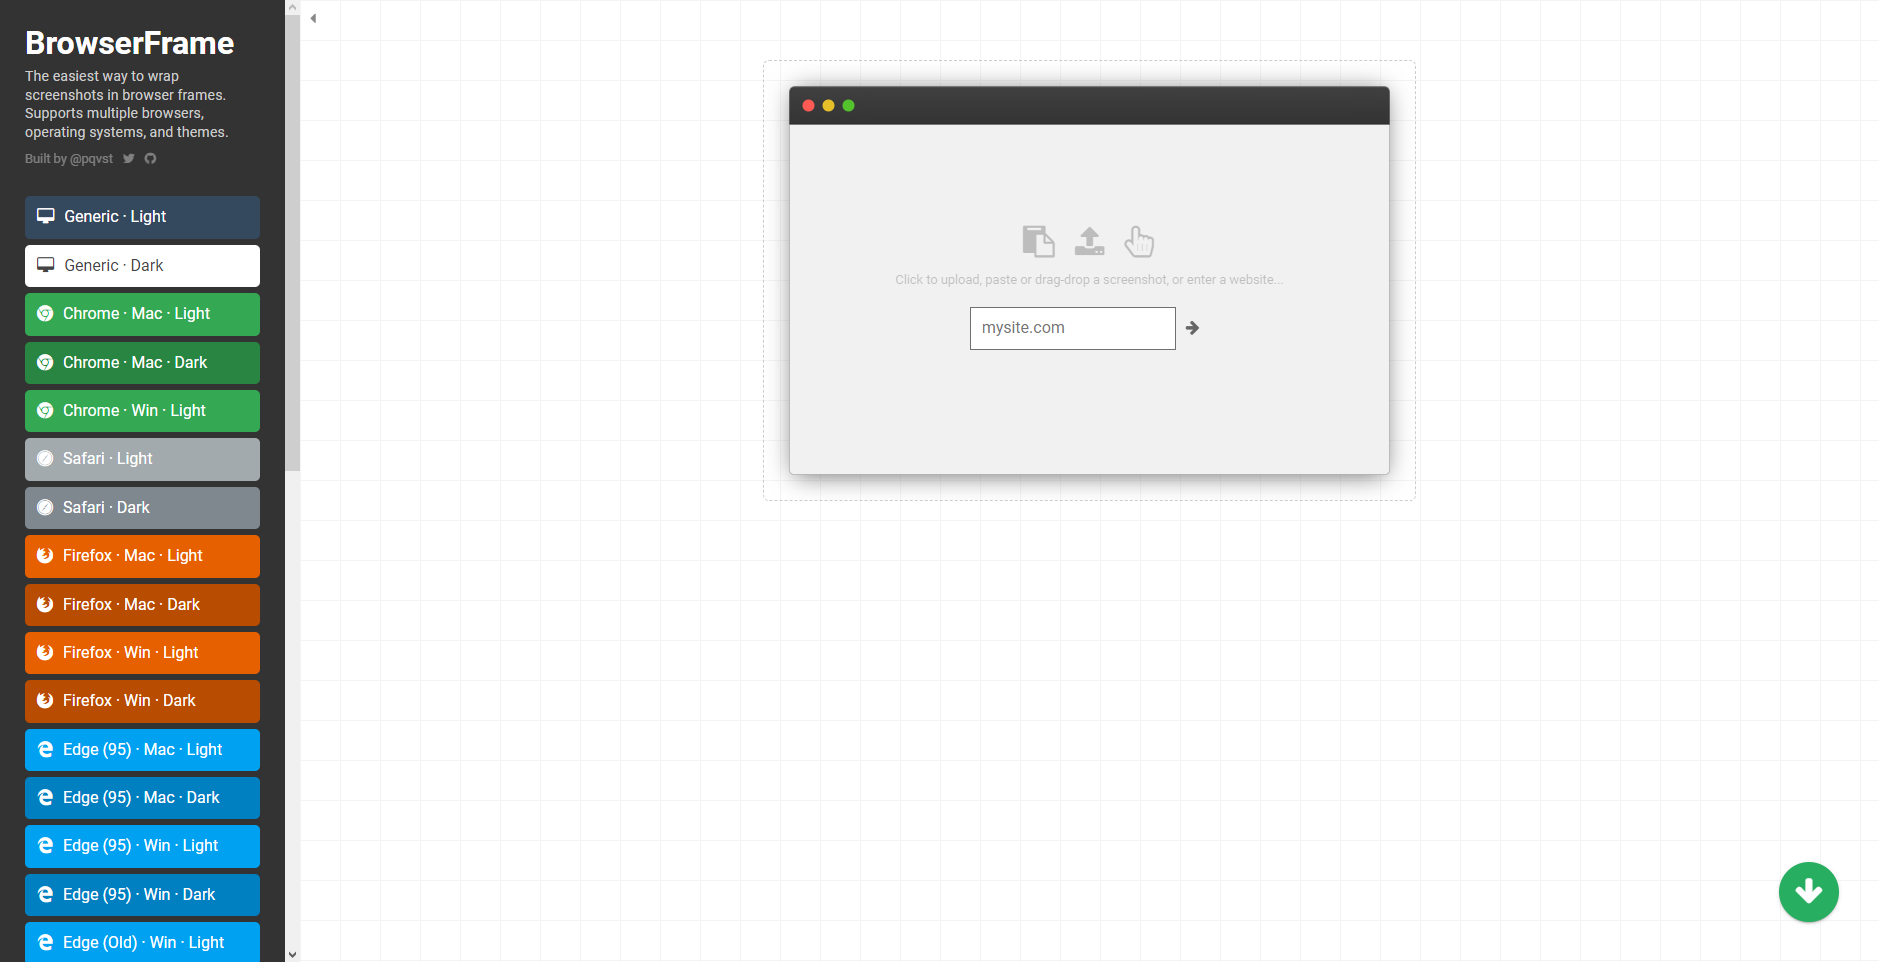 BrowserFrame
The easiest way to wrap
screenshots in browser frames.
Supports multiple browsers,
operating systems, and themes.
Built by @pqvst
Generic · Light
Generic · Dark
Chrome · Mac · Light
Chrome · Mac · Dark
Chrome · Win · Light
Safari · Light
Safari · Dark
Firefox · Mac · Light
Firefox · Mac · Dark
Firefox · Win · Light
Firefox · Win · Dark
Edge (95) · Mac · Light
Edge (95) · Mac · Dark
Edge (95) · Win · Light
Edge (95) · Win · Dark
Edge (Old) · Win · Light
Click to upload, paste or drag-drop a screenshot, or enter a website...
mysite.com